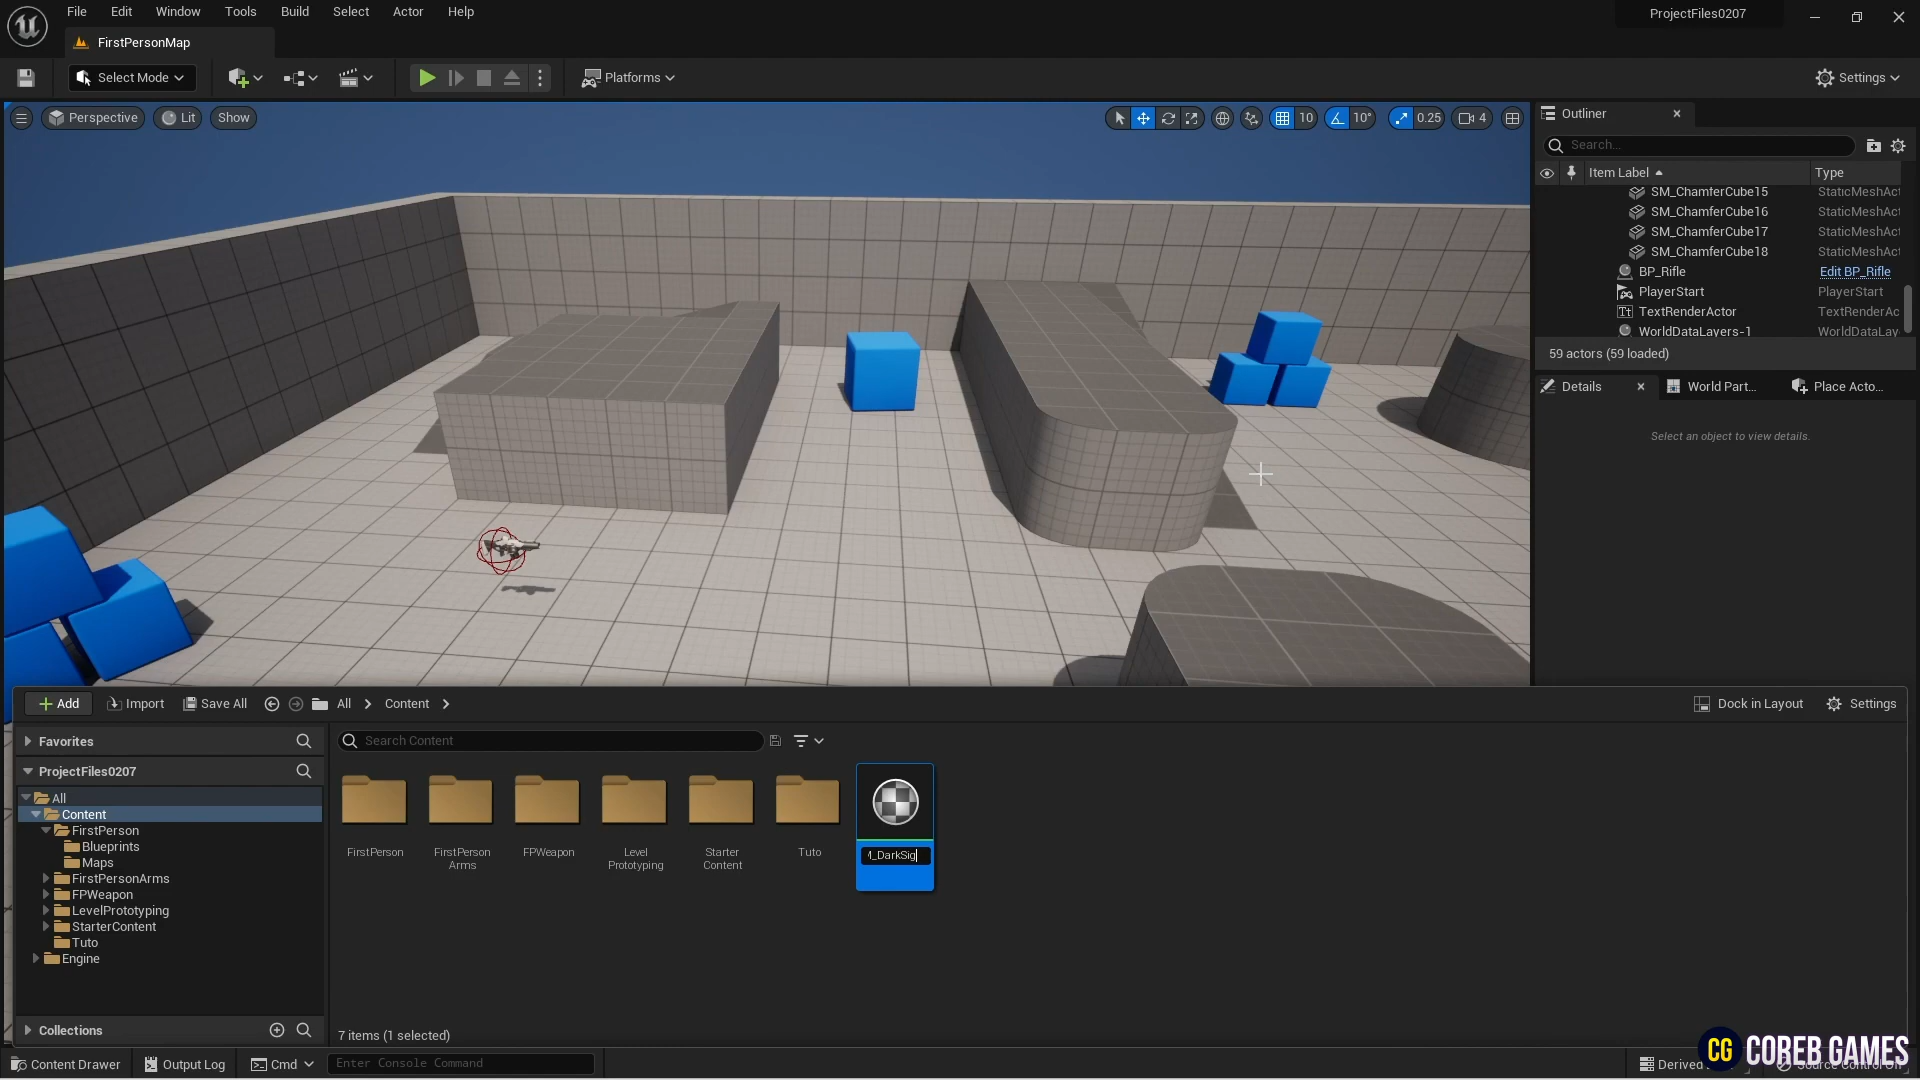 File Edit Window Tools Build Select Actor Help
ProjectFiles0207
FirstPersonMap
Select Mode
Platforms
Settings
Perspective Lit Show
10 10° 0.25 4
Outliner
Search...
Item Label Type
SM_ChamferCube15 StaticMeshAct
SM_ChamferCube16 StaticMeshAct
SM_ChamferCube17 StaticMeshAct
SM_ChamferCube18 StaticMeshAct
BP_Rifle Edit BP_Rifle
PlayerStart PlayerStart
TextRenderActor TextRenderAc
WorldDataLayers-1 WorldDataLay
59 actors (59 loaded)
Details World Part... Place Acto...
Select an object to view details.
Add Import Save All All Content
Dock in Layout Settings
Favorites
Search Content
ProjectFiles0207
All
Content
FirstPerson
Blueprints
Maps
FirstPersonArms
FPWeapon
LevelPrototyping
StarterContent
Tuto
Engine
Collections
FirstPerson
FirstPerson
Arms
FPWeapon
Level
Prototyping
Starter
Content
Tuto
_DarkSig
7 items (1 selected)
Content Drawer Output Log Cmd Enter Console Command
Derived
CG COREB GAMES